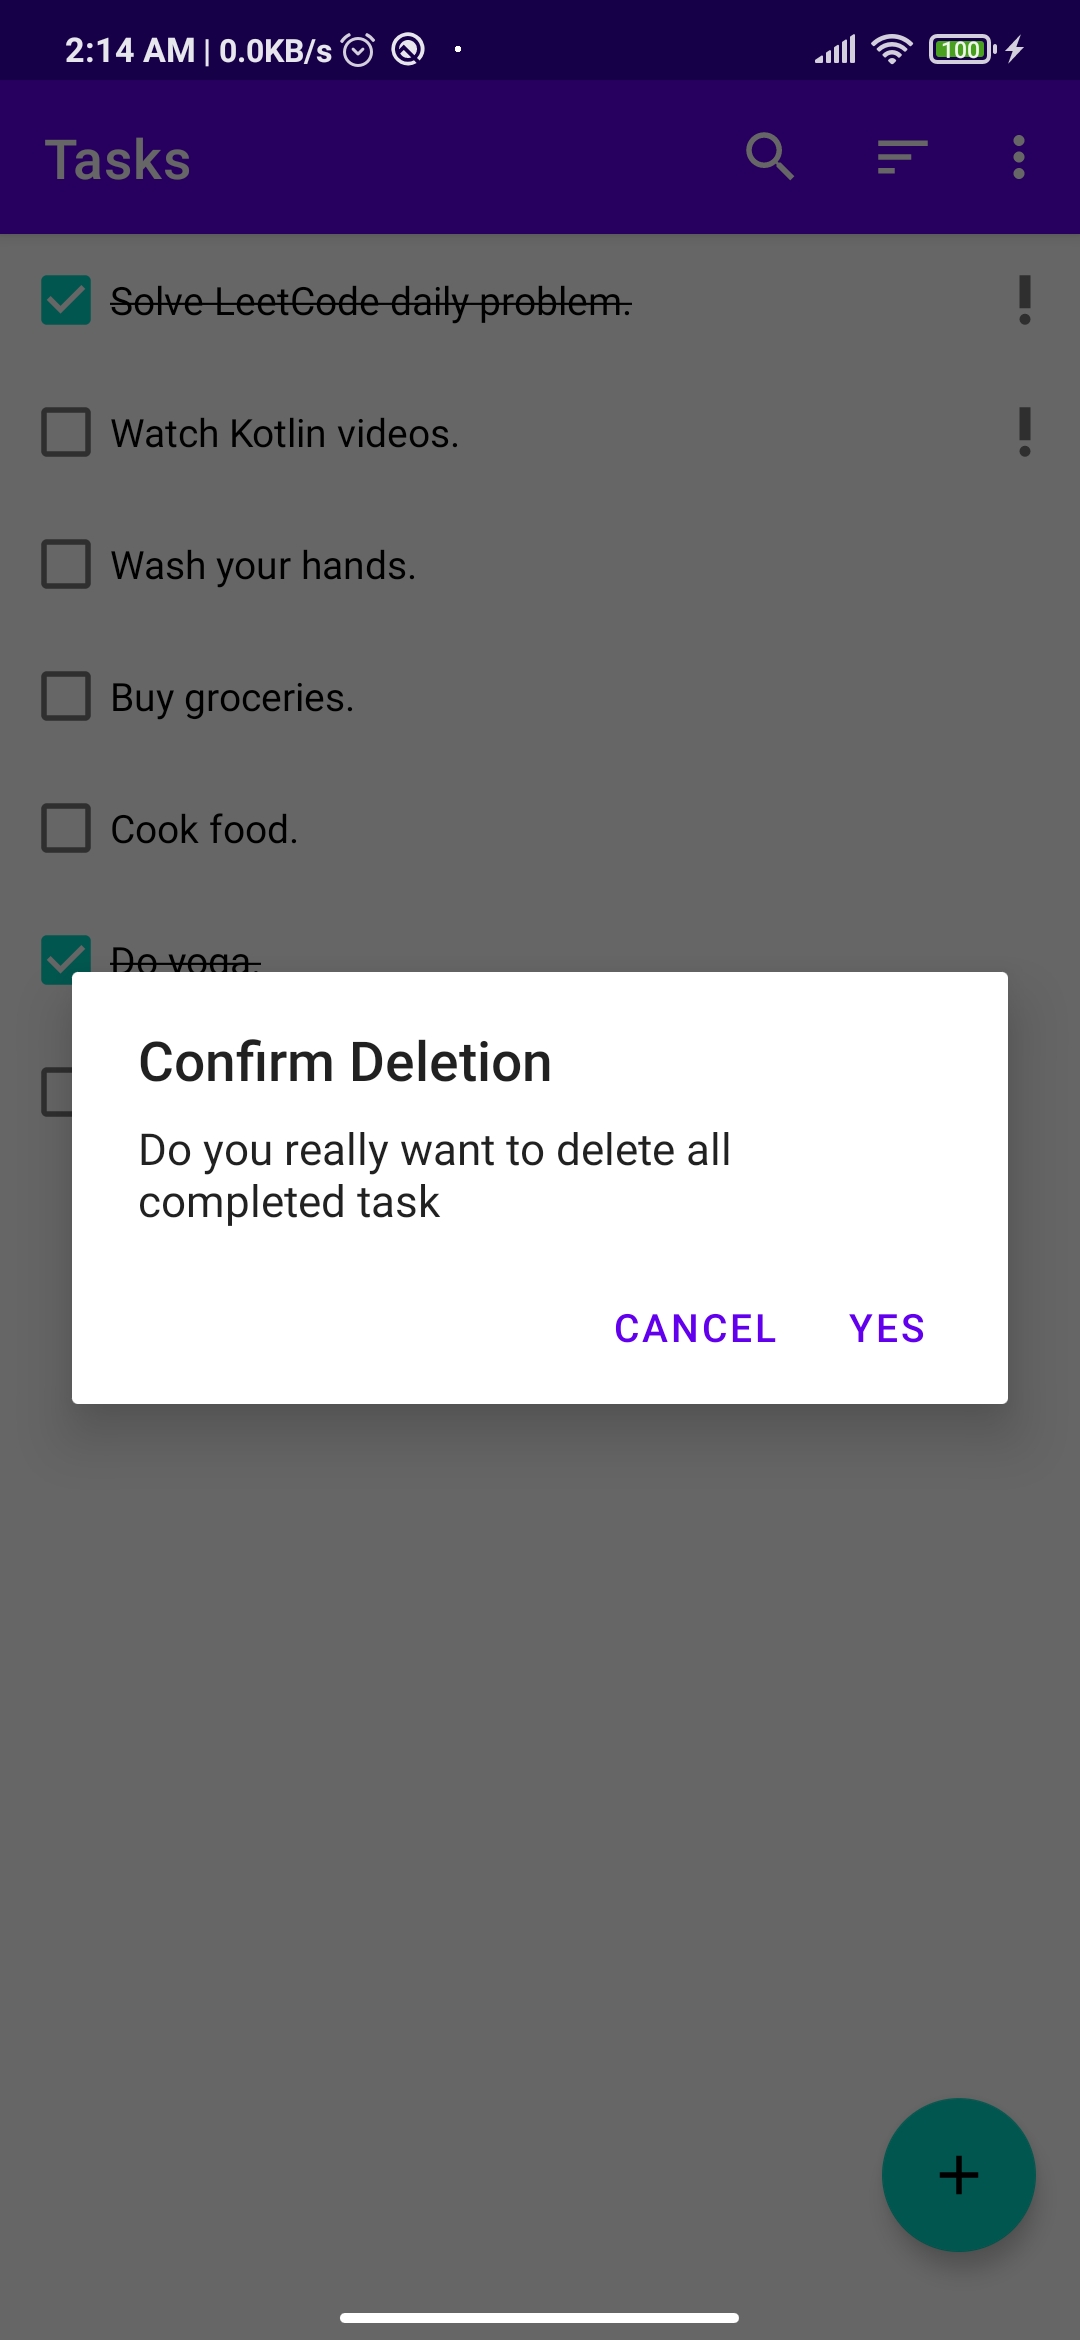 2:14 AM | 0.0KB/s
100
Tasks
Solve LeetCode daily problem.
Watch Kotlin videos.
Wash your hands.
Buy groceries.
Cook food.
Do yoga.
Confirm Deletion
Do you really want to delete all
completed task
CANCEL YES